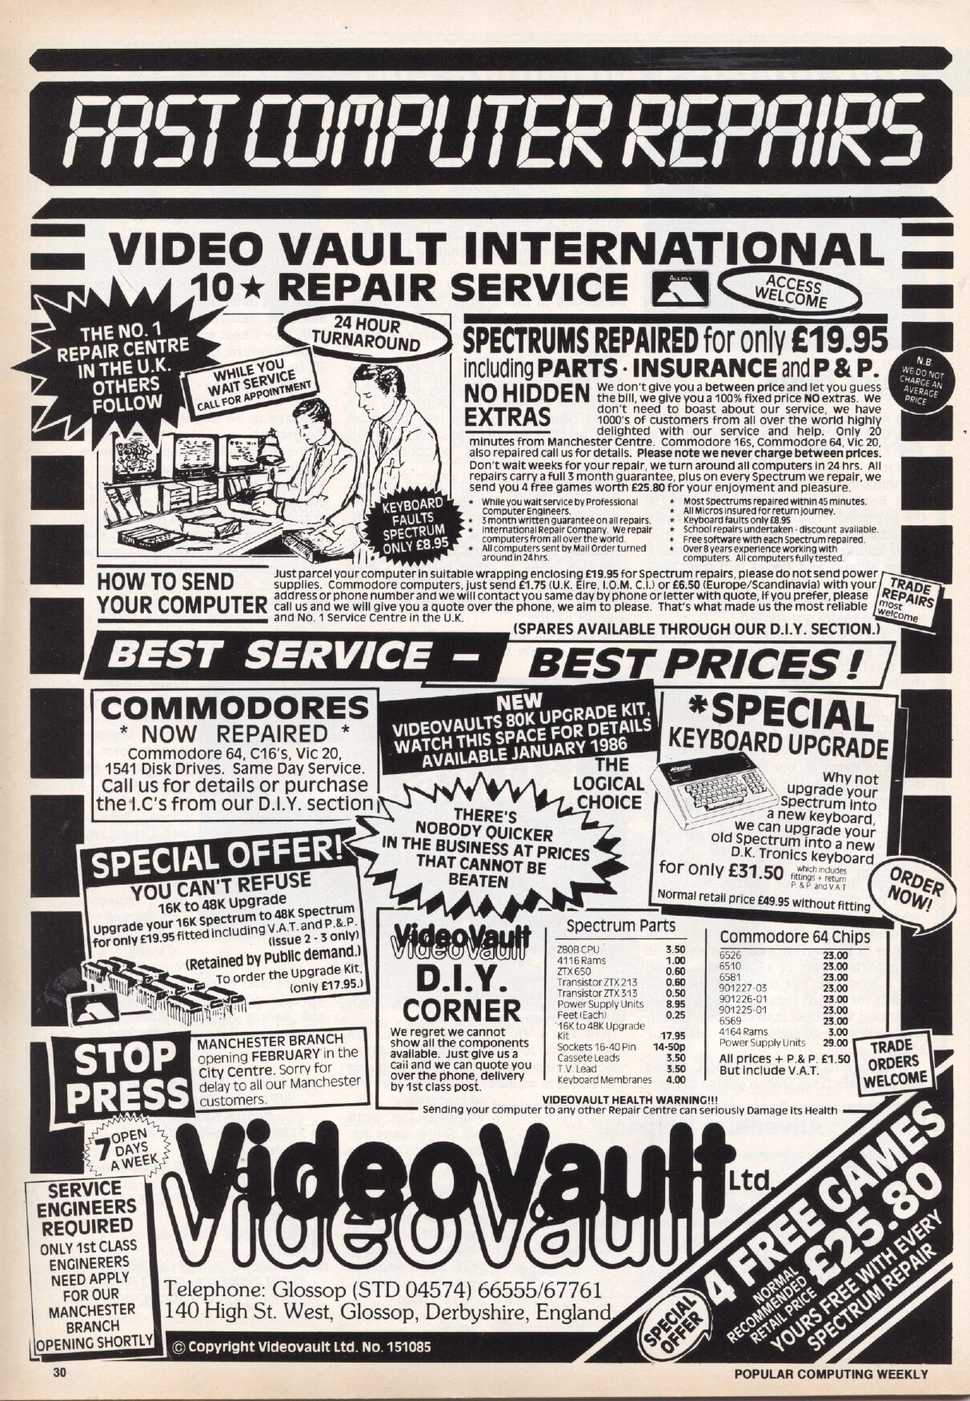 FAST COMPUTER REPAIRS
VIDEO VAULT INTERNATIONAL
10★ REPAIR SERVICE
ACCESS
WELCOME
THE NO. 1
REPAIR CENTRE
IN THE U.K.
OTHERS
FOLLOW
24 HOUR
TURNAROUND
WHILE YOU
WAIT SERVICE
CALL FOR APPOINTMENT
KEYBOARD
FAULTS
SPECTRUM
ONLY £8.95
SPECTRUMS REPAIRED for only £19.95
including PARTS · INSURANCE and P & P.
N.B.
WE DO NOT
CHARGE AN
AVERAGE
PRICE
NO HIDDEN
EXTRAS
We don't give you a between price and let you guess
the bill, we give you a 100% fixed price NO extras. We
don't need to boast about our service, we have
1000's of customers from all over the world highly
delighted with our service and help. Only 20
minutes from Manchester Centre. Commodore 16s, Commodore 64, Vic 20,
also repaired call us for details. Please note we never charge between prices.
Don't wait weeks for your repair, we turn around all computers in 24 hrs. All
repairs carry a full 3 month guarantee, plus on every Spectrum we repair, we
send you 4 free games worth £25.80 for your enjoyment and pleasure.
* While you wait service by Professional
Computer Engineers.
* 3 month written guarantee on all repairs.
* International Repair Company. We repair
computers from all over the world.
* All computers sent by Mail Order turned
around in 24 hrs.
* Most Spectrums repaired within 45 minutes.
* All Micros insured for return journey.
* Keyboard faults only £8.95
* School repairs undertaken - discount available.
* Free software with each Spectrum repaired.
* Over 8 years experience working with
computers. All computers fully tested.
HOW TO SEND
YOUR COMPUTER
Just parcel your computer in suitable wrapping enclosing £19.95 for Spectrum repairs, please do not send power
supplies. Commodore computers, just send £1.75 (U.K. Eire, I.O.M. C.I.) or £6.50 (Europe/Scandinavia) with your
address or phone number and we will contact you same day by phone or letter with quote, if you prefer, please
call us and we will give you a quote over the phone, we aim to please. That's what made us the most reliable
and No. 1 Service Centre in the U.K.
(SPARES AVAILABLE THROUGH OUR D.I.Y. SECTION.)
TRADE
REPAIRS
most
welcome
BEST SERVICE –
BEST PRICES!
COMMODORES
* NOW REPAIRED *
Commodore 64, C16's, Vic 20,
1541 Disk Drives. Same Day Service.
Call us for details or purchase
the I.C's from our D.I.Y. section
NEW
VIDEOVAULTS 80K UPGRADE KIT,
WATCH THIS SPACE FOR DETAILS
AVAILABLE JANUARY 1986
THE
LOGICAL
CHOICE
THERE'S
NOBODY QUICKER
IN THE BUSINESS AT PRICES
THAT CANNOT BE
BEATEN
*SPECIAL
KEYBOARD UPGRADE
Why not
upgrade your
Spectrum into
a new keyboard,
we can upgrade your
old Spectrum into a new
D.K. Tronics keyboard
for only £31.50
which includes
fittings + return
P. & P. and V.A.T
Normal retail price £49.95 without fitting
ORDER
NOW!
SPECIAL OFFER!
YOU CAN'T REFUSE
16K to 48K Upgrade
Upgrade your 16K Spectrum to 48K Spectrum
for only £19.95 fitted including V.A.T. and P.&.P.
(issue 2 - 3 only)
(Retained by Public demand.)
To order the Upgrade Kit,
(only £17.95.)
VideoVault
VideoVault
D.I.Y.
CORNER
We regret we cannot
show all the components
available. Just give us a
call and we can quote you
over the phone, delivery
by 1st class post.
Spectrum Parts
Z80B CPU 3.50
4116 Rams 1.00
ZTX 650 0.60
Transistor ZTX 213 0.60
Transistor ZTX 313 0.50
Power Supply Units 8.95
Feet (Each) 0.25
16K to 48K Upgrade
Kit 17.95
Sockets 16-40 Pin 14-50p
Cassete Leads 3.50
T.V. Lead 3.50
Keyboard Membranes 4.00
Commodore 64 Chips
6526 23.00
6510 23.00
6581 23.00
901227-03 23.00
901226-01 23.00
901225-01 23.00
6569 23.00
4164 Rams 3.00
Power Supply Units 29.00
All prices + P.& P. £1.50
But include V.A.T.
TRADE
ORDERS
WELCOME
VIDEOVAULT HEALTH WARNING!!!
Sending your computer to any other Repair Centre can seriously Damage Its Health
STOP
PRESS
MANCHESTER BRANCH
opening FEBRUARY in the
City Centre. Sorry for
delay to all our Manchester
customers.
7 OPEN
DAYS
A WEEK
SERVICE
ENGINEERS
REQUIRED
ONLY 1st CLASS
ENGINERERS
NEED APPLY
FOR OUR
MANCHESTER
BRANCH
OPENING SHORTLY
VideoVault Ltd.
VideoVault
Telephone: Glossop (STD 04574) 66555/67761
140 High St. West, Glossop, Derbyshire, England.
© Copyright Videovault Ltd. No. 151085
SPECIAL
OFFER
4 FREE GAMES
NORMAL
RECOMMENDED
RETAIL PRICE
£25.80
YOURS FREE WITH EVERY
SPECTRUM REPAIR
30
POPULAR COMPUTING WEEKLY